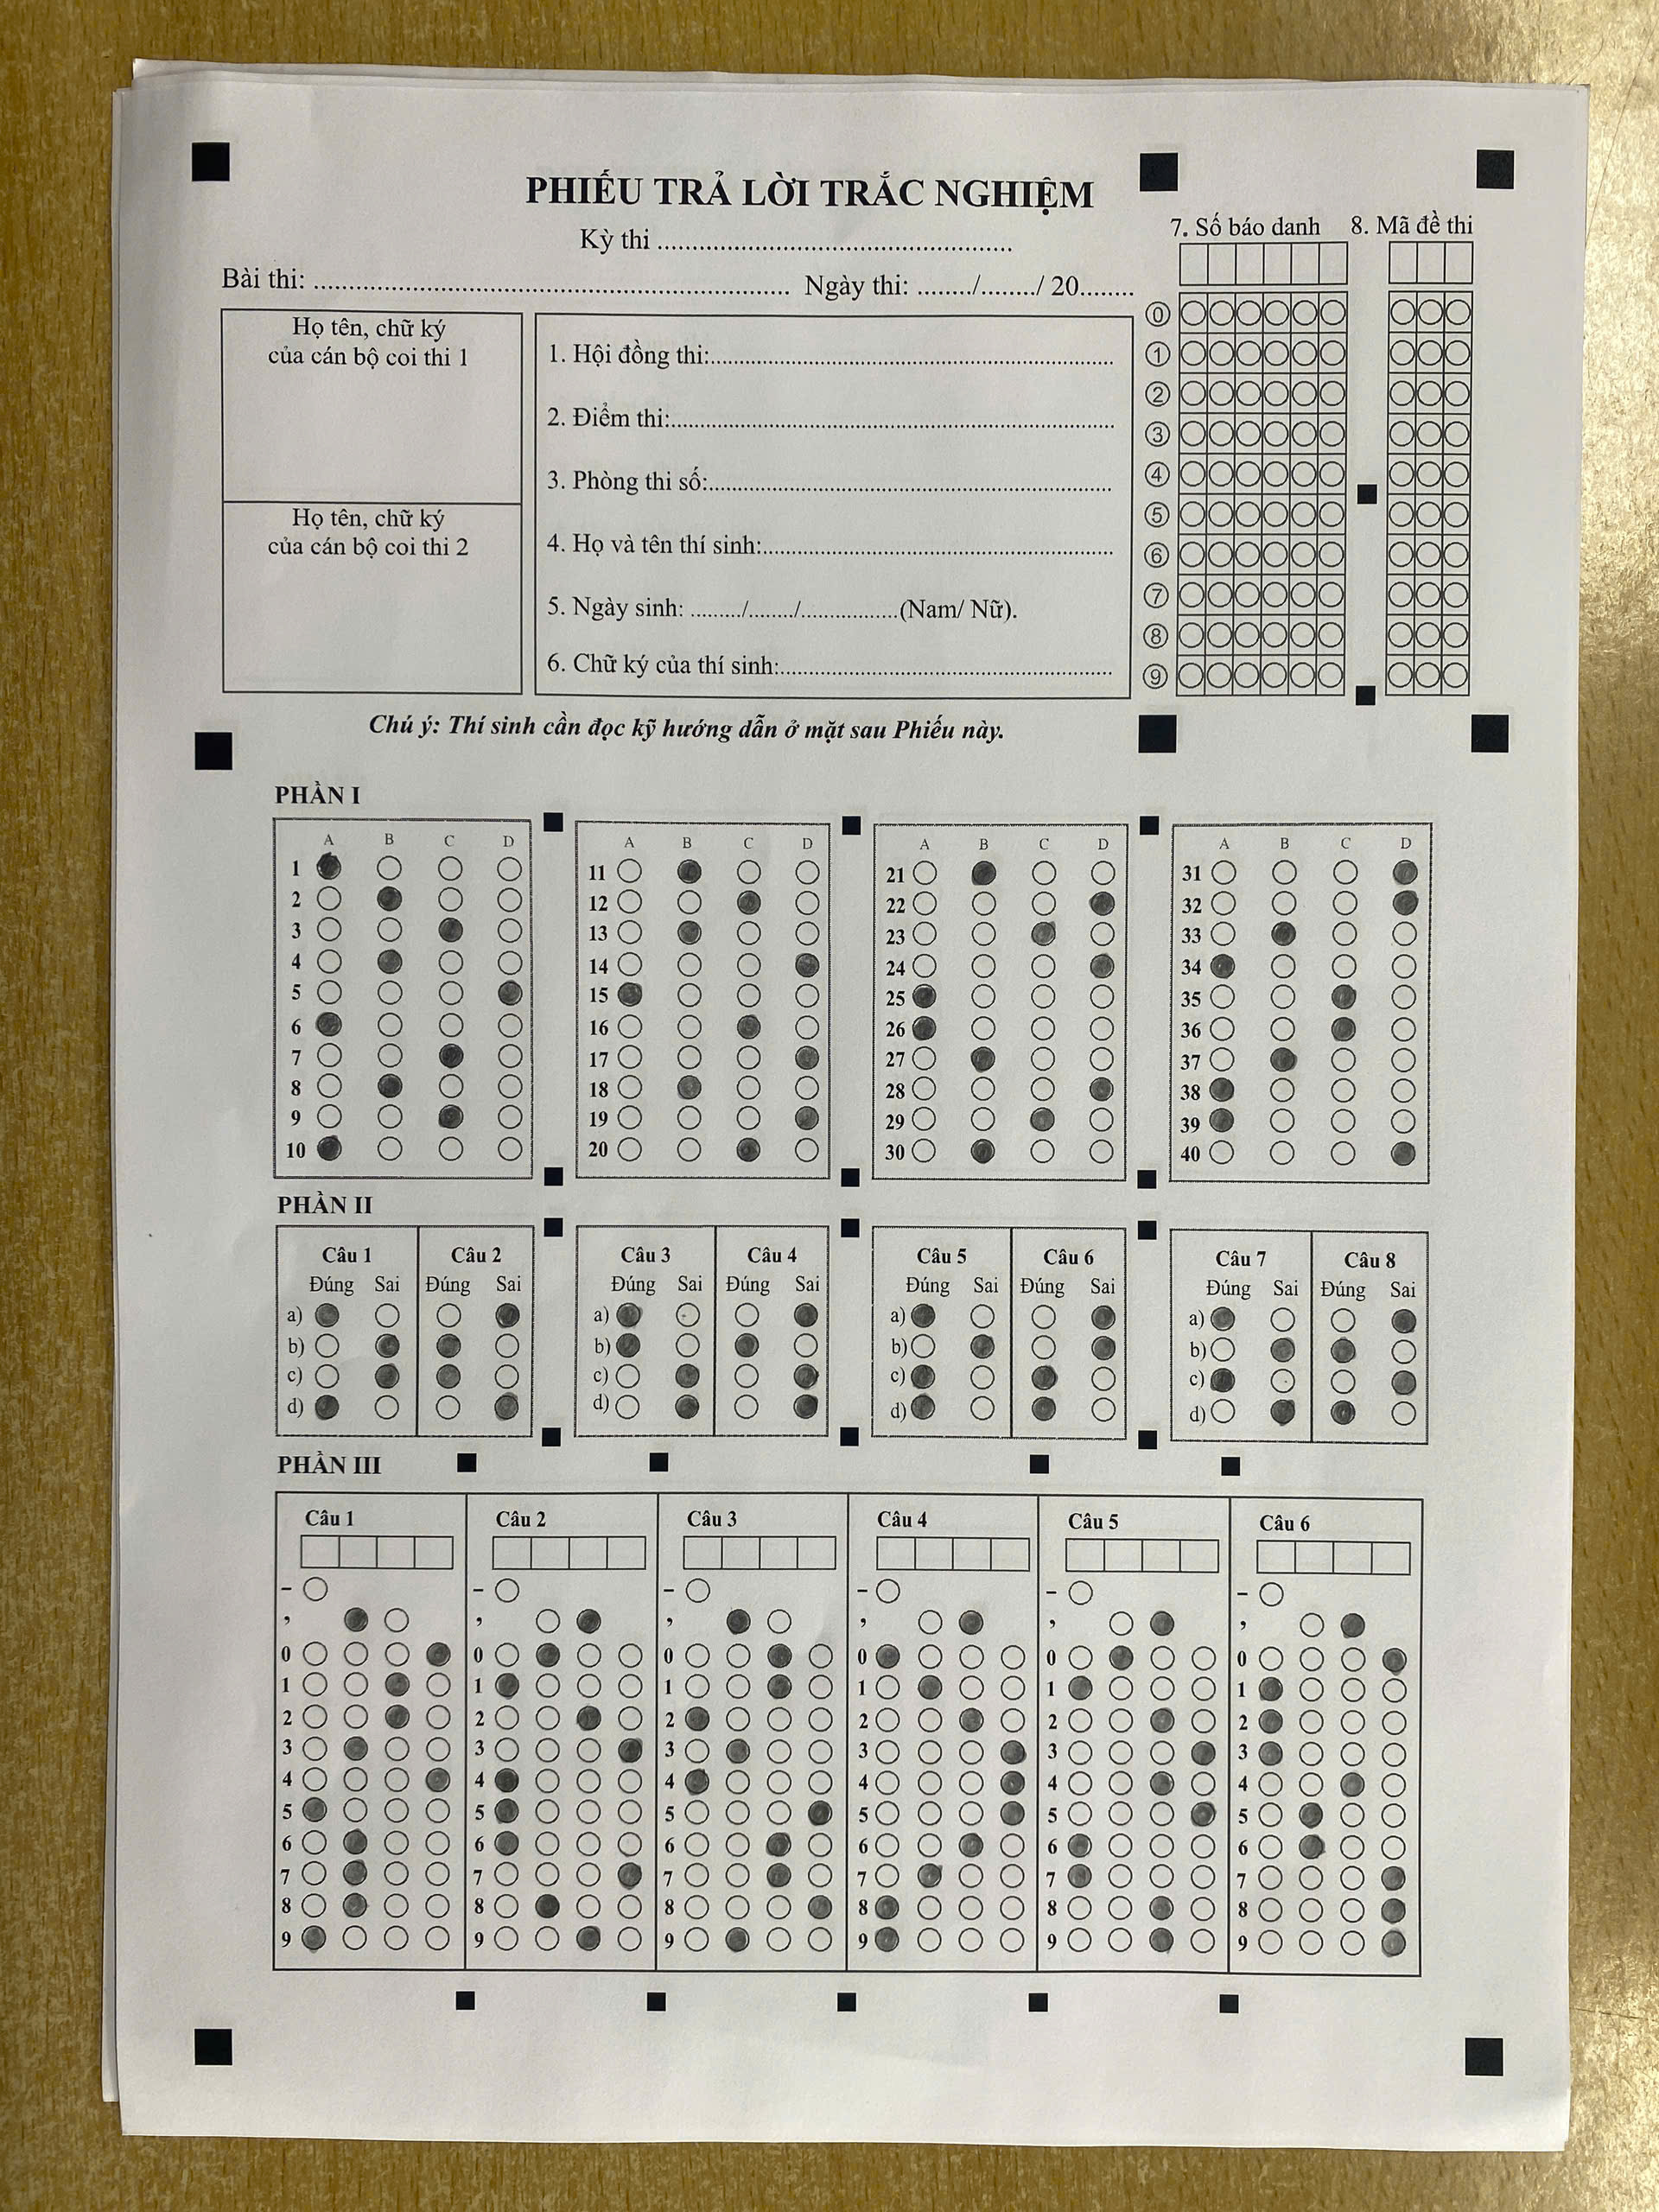 PHIẾU TRẢ LỜI TRẮC NGHIỆM
Kỳ thi ....................................................
Bài thi: .................................................................... Ngày thi: ......../......../ 20.......
7. Số báo danh 8. Mã đề thi
Họ tên, chữ ký
của cán bộ coi thi 1
Họ tên, chữ ký
của cán bộ coi thi 2
1. Hội đồng thi:..........................................................
2. Điểm thi:................................................................
3. Phòng thi số:..........................................................
4. Họ và tên thí sinh:..................................................
5. Ngày sinh: ......../......./..............(Nam/ Nữ).
6. Chữ ký của thí sinh:................................................
0
1
2
3
4
5
6
7
8
9
Chú ý: Thí sinh cần đọc kỹ hướng dẫn ở mặt sau Phiếu này.
PHẦN I
A B C D A B C D A B C D A B C D
1 11 21 31
2 12 22 32
3 13 23 33
4 14 24 34
5 15 25 35
6 16 26 36
7 17 27 37
8 18 28 38
9 19 29 39
10 20 30 40
PHẦN II
Câu 1 Câu 2 Câu 3 Câu 4 Câu 5 Câu 6 Câu 7 Câu 8
Đúng Sai Đúng Sai Đúng Sai Đúng Sai Đúng Sai Đúng Sai Đúng Sai Đúng Sai
a) a) a) a)
b) b) b) b)
c) c) c) c)
d) d) d) d)
PHẦN III
Câu 1 Câu 2 Câu 3 Câu 4 Câu 5 Câu 6
- - - - - -
, , , , , ,
0 0 0 0 0 0
1 1 1 1 1 1
2 2 2 2 2 2
3 3 3 3 3 3
4 4 4 4 4 4
5 5 5 5 5 5
6 6 6 6 6 6
7 7 7 7 7 7
8 8 8 8 8 8
9 9 9 9 9 9